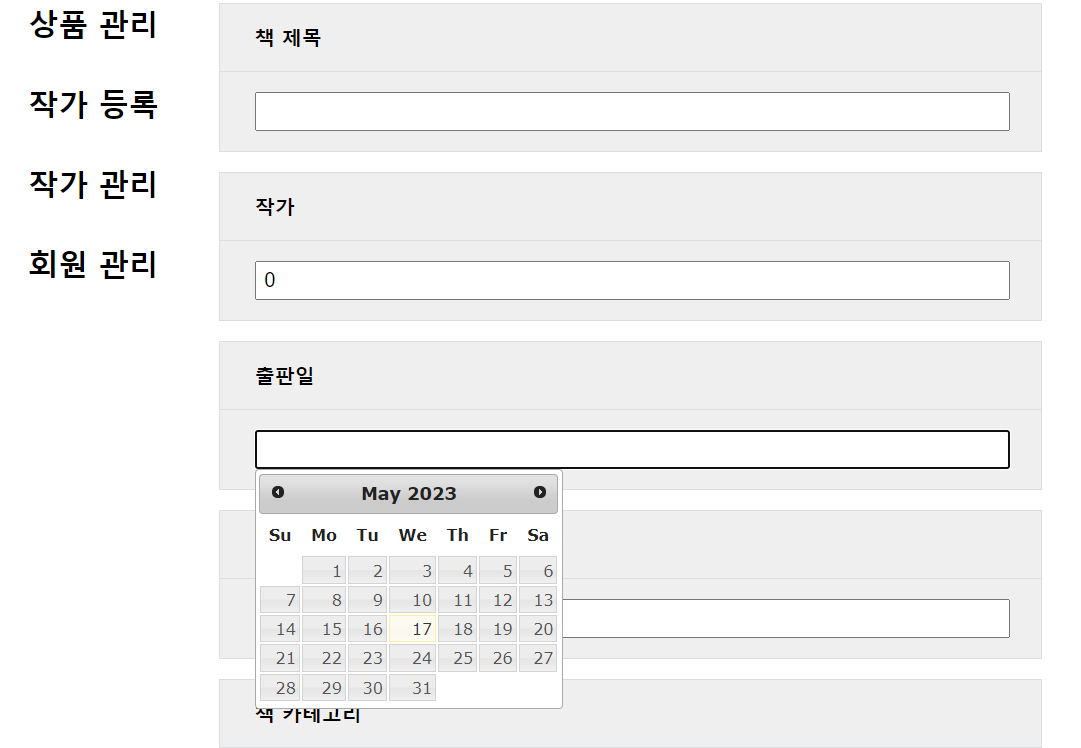 상품 관리
작가 등록
작가 관리
회원 관리
책 제목
작가
0
출판일
May 2023
Su Mo Tu We Th Fr Sa
1 2 3 4 5 6
7 8 9 10 11 12 13
14 15 16 17 18 19 20
21 22 23 24 25 26 27
28 29 30 31
책 카테고리